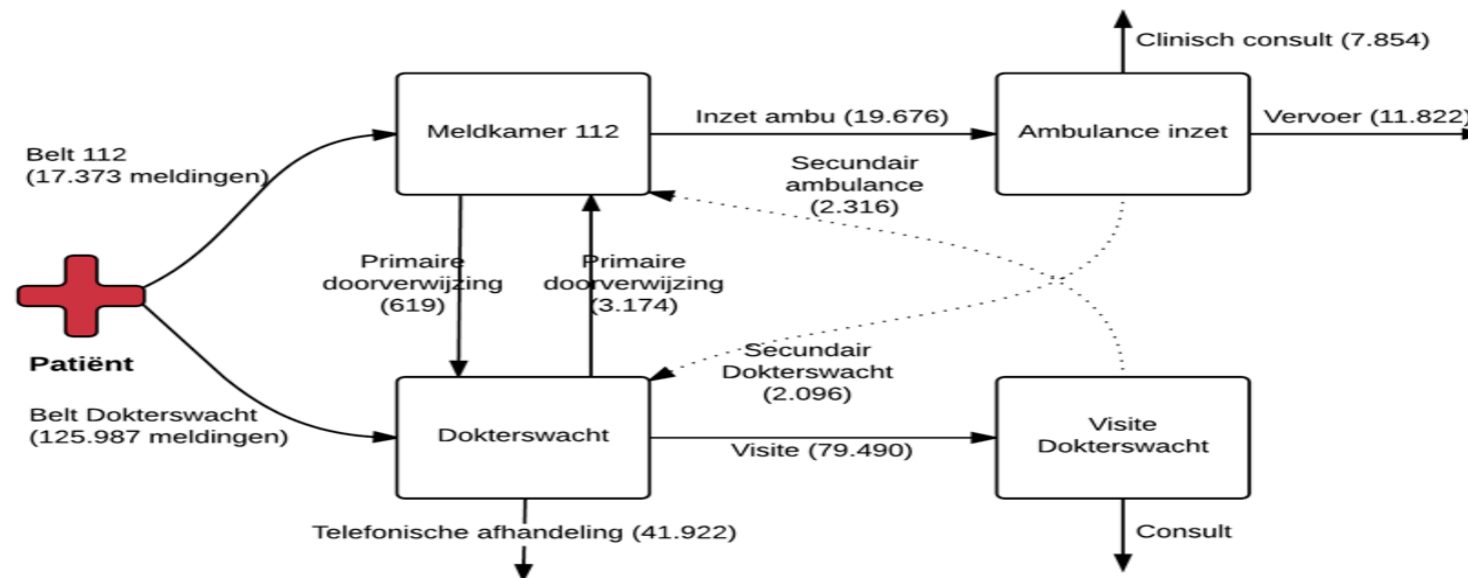 Clinisch consult (7.854)
Meldkamer 112
Inzet ambu (19.676)
Ambulance inzet
Vervoer (11.822)
Belt 112
(17.373 meldingen)
Secundair
ambulance
(2.316)
Primaire
doorverwijzing
(619)
Primaire
doorverwijzing
(3.174)
Patiënt
Secundair
Dokterswacht
(2.096)
Belt Dokterswacht
(125.987 meldingen)
Dokterswacht
Visite (79.490)
Visite
Dokterswacht
Telefonische afhandeling (41.922)
Consult